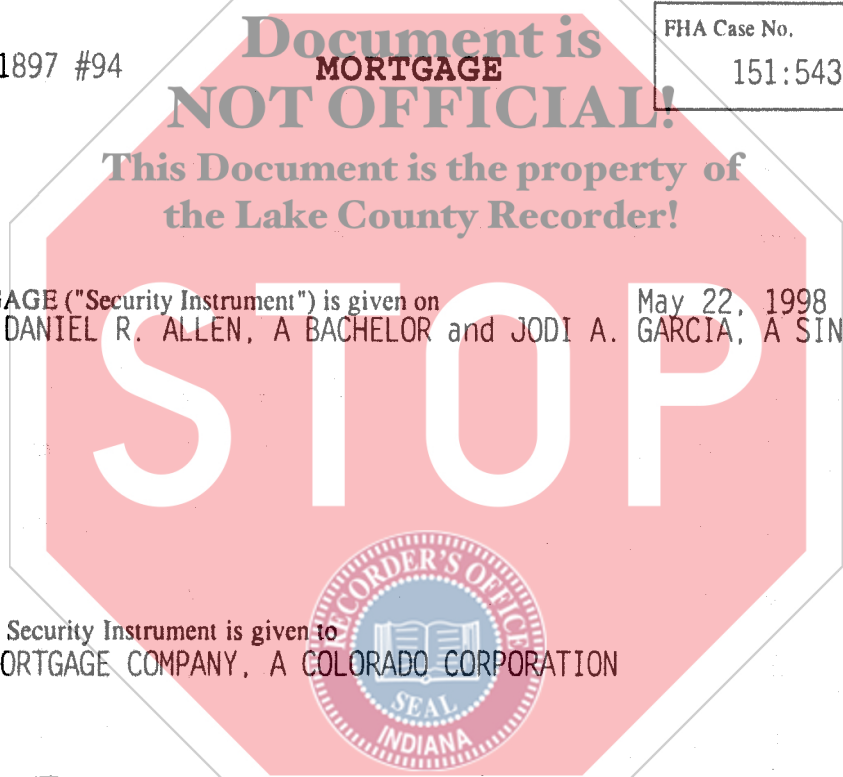 Document is
FHA Case No.
1897 #94 MORTGAGE 151:543
NOT OFFICIAL!
This Document is the property of
the Lake County Recorder!
GAGE ("Security Instrument") is given on May 22, 1998
DANIEL R. ALLEN, A BACHELOR and JODI A. GARCIA, A SIN
STOP
RECORDER'S OFFICE
Security Instrument is given to
ORTGAGE COMPANY, A COLORADO CORPORATION
SEAL
INDIANA